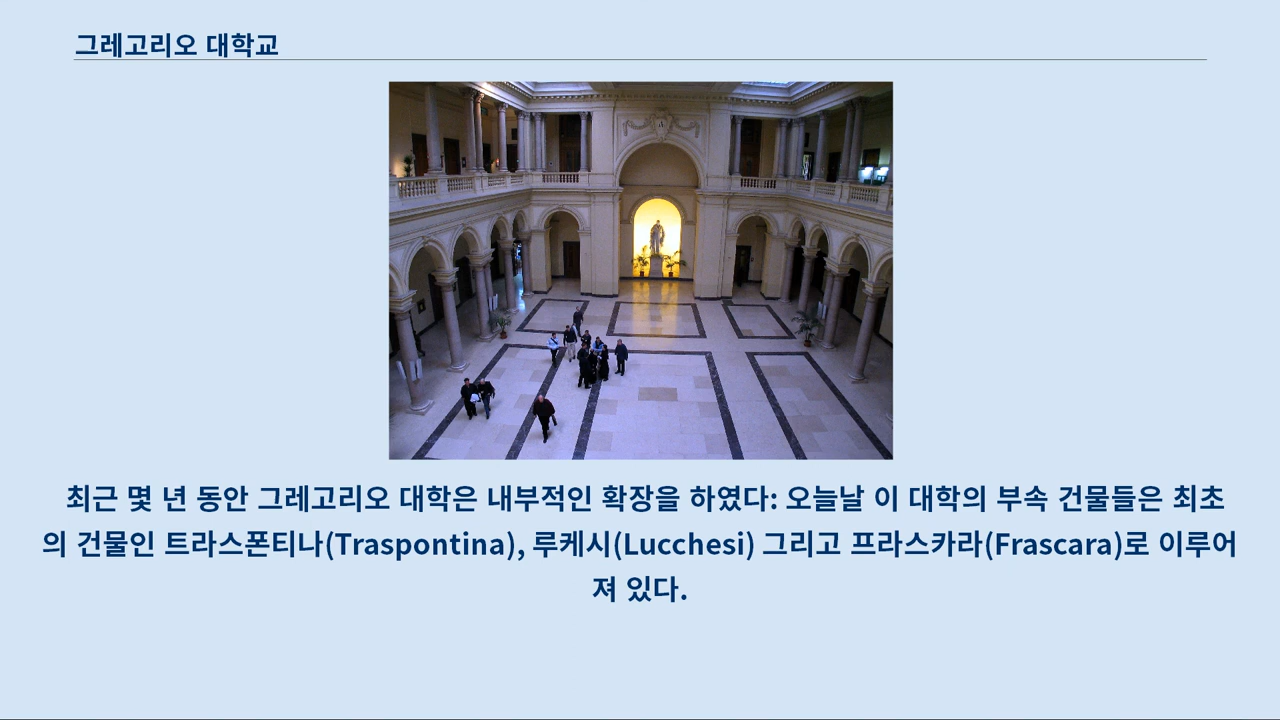 그레고리오 대학교
최근 몇 년 동안 그레고리오 대학은 내부적인 확장을 하였다: 오늘날 이 대학의 부속 건물들은 최초
의 건물인 트라스폰티나(Traspontina), 루케시(Lucchesi) 그리고 프라스카라(Frascara)로 이루어
져 있다.